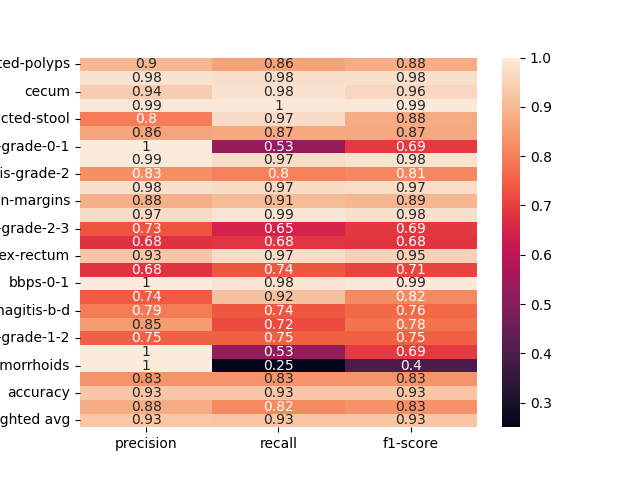 ted-polyps 0.9 0.86 0.88
0.98 0.98 0.98
cecum 0.94 0.98 0.96
0.99 1 0.99
cted-stool 0.8 0.97 0.88
0.86 0.87 0.87
-grade-0-1 1 0.53 0.69
0.99 0.97 0.98
is-grade-2 0.83 0.8 0.81
0.98 0.97 0.97
n-margins 0.88 0.91 0.89
0.97 0.99 0.98
-grade-2-3 0.73 0.65 0.69
0.68 0.68 0.68
ex-rectum 0.93 0.97 0.95
0.68 0.74 0.71
bbps-0-1 1 0.98 0.99
0.74 0.92 0.82
nagitis-b-d 0.79 0.74 0.76
0.85 0.72 0.78
-grade-1-2 0.75 0.75 0.75
1 0.53 0.69
morrhoids 1 0.25 0.4
0.83 0.83 0.83
accuracy 0.93 0.93 0.93
0.88 0.82 0.83
ghted avg 0.93 0.93 0.93
precision recall f1-score
1.0
0.9
0.8
0.7
0.6
0.5
0.4
0.3